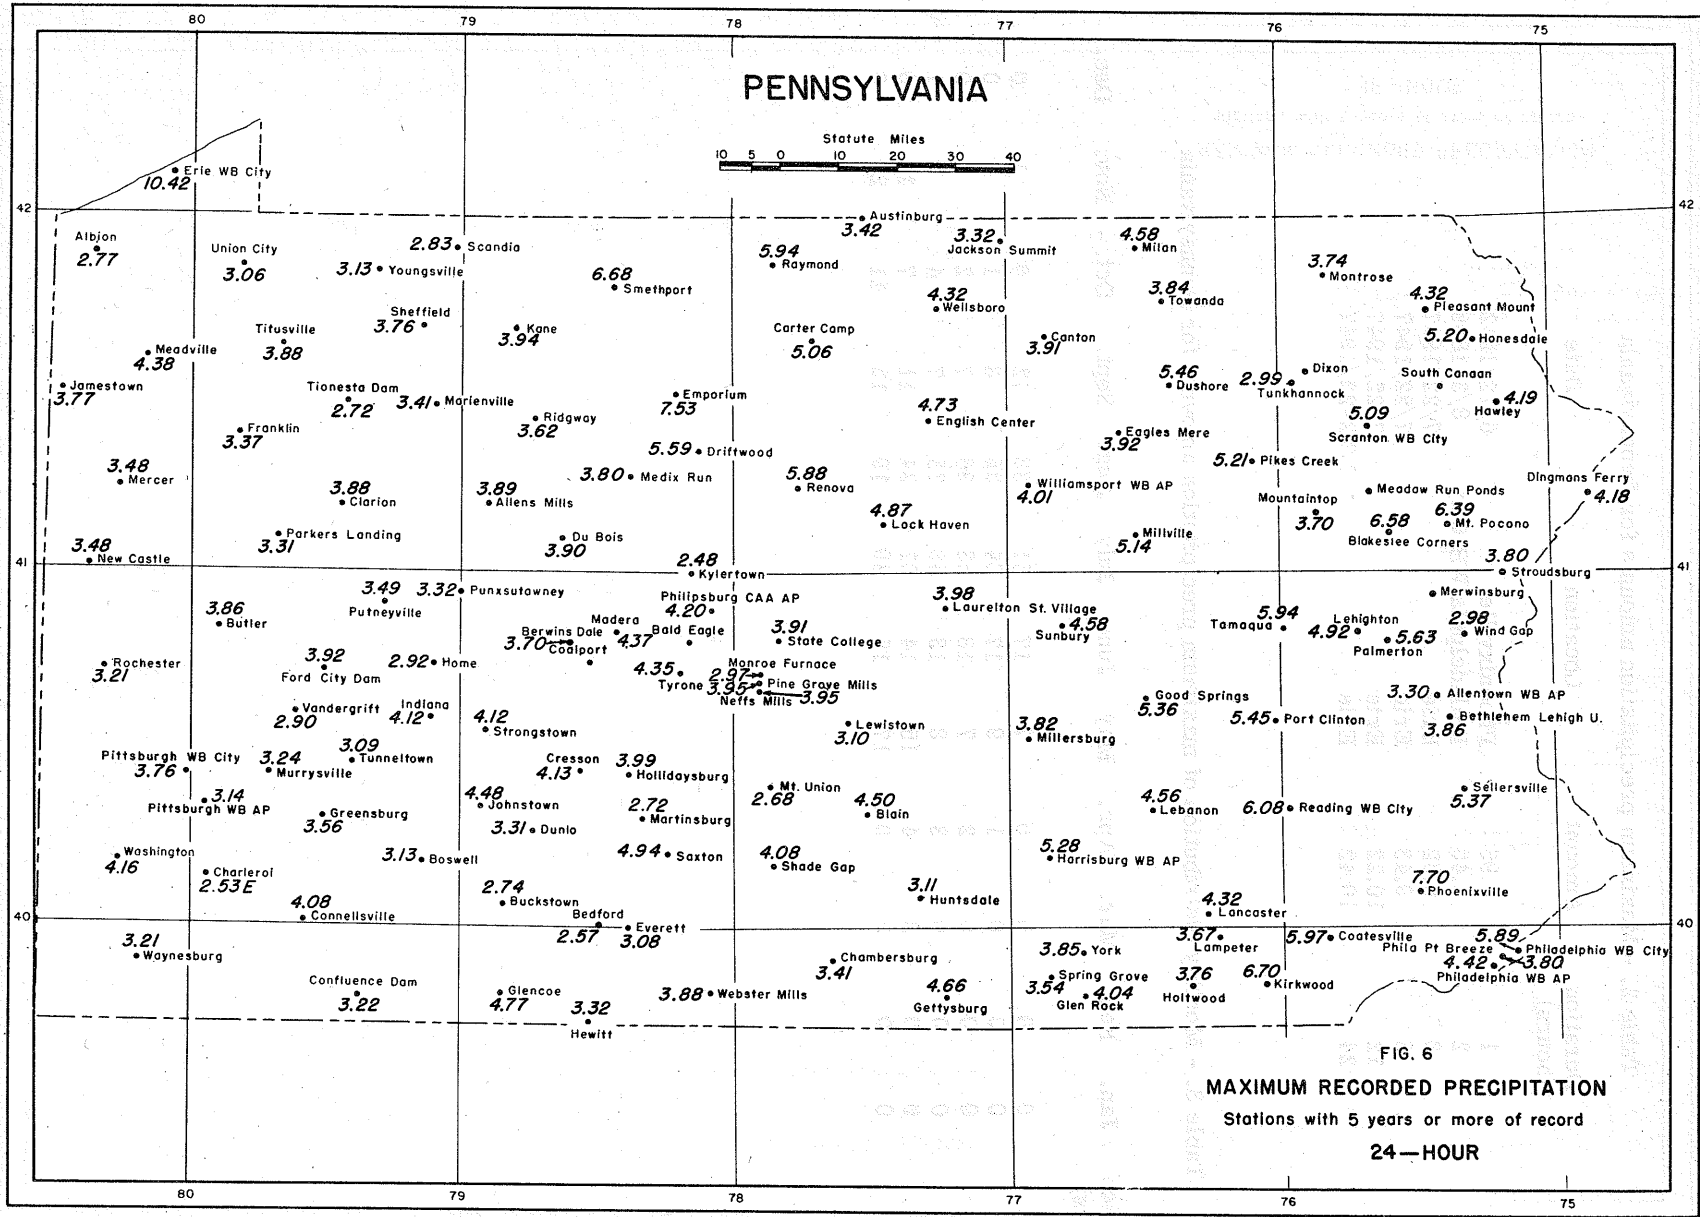 80 79 78 77 76 75
PENNSYLVANIA
Statute Miles
10 5 0 10 20 30 40
Erie WB City
10.42
42 42
Austinburg
3.42
Albion
2.77
Union City
3.06
2.83 Scandia
3.13 Youngsville
6.68
Smethport
5.94
Raymond
3.32
Jackson Summit
4.58
Milan
3.74
Montrose
3.84
Towanda
4.32
Pleasant Mount
4.32
Wellsboro
Sheffield
3.76
Kane
3.94
Titusville
3.88
Carter Camp
5.06
Canton
3.91
5.20 Honesdale
Meadville
4.38
Jamestown
3.77
Tionesta Dam
2.72
3.41 Marienville
Emporium
7.53
5.46
Dushore
Dixon
2.99
Tunkhannock
South Canaan
4.19
Hawley
Franklin
3.37
Ridgway
3.62
4.73
English Center
Eagles Mere
3.92
5.09
Scranton WB City
5.59 Driftwood
5.21 Pikes Creek
3.48
Mercer
3.80 Medix Run
5.88
Renova
Williamsport WB AP
4.01
Meadow Run Ponds
Dingmans Ferry
4.18
3.88
Clarion
3.89
Allens Mills
Mountaintop
3.70
6.58
Blakeslee Corners
6.39
Mt. Pocono
4.87
Lock Haven
Parkers Landing
3.31
Du Bois
3.90
Millville
5.14
3.48
New Castle
2.48
Kylertown
3.80
Stroudsburg
41 41
3.49
Putneyville
3.32 Punxsutawney
Philipsburg CAA AP
4.20
3.98
Laurelton St. Village
Merwinsburg
3.86
Butler
Madera
4.37
Berwins Dale
3.70
Coalport
Bald Eagle
3.91
State College
4.58
Sunbury
5.94
Tamaqua
Lehighton
4.92
5.63
Palmerton
2.98
Wind Gap
Rochester
3.21
3.92
Ford City Dam
2.92 Home
4.35
Tyrone
Monroe Furnace
2.97
Pine Grove Mills
3.95
Neffs Mills 3.95
Good Springs
5.36
3.30 Allentown WB AP
Vandergrift
2.90
Indiana
4.12
4.12
Strongstown
Lewistown
3.10
3.82
Millersburg
5.45 Port Clinton
Bethlehem Lehigh U.
3.86
Pittsburgh WB City
3.76
3.24
Murrysville
3.09
Tunneltown
Cresson
4.13
3.99
Hollidaysburg
Mt. Union
2.68
Sellersville
5.37
3.14
Pittsburgh WB AP
Greensburg
3.56
4.48
Johnstown
3.31 Dunlo
2.72
Martinsburg
4.50
Blain
4.56
Lebanon
6.08 Reading WB City
Washington
4.16
Charleroi
2.53 E
3.13 Boswell
4.94 Saxton
4.08
Shade Gap
5.28
Harrisburg WB AP
7.70
Phoenixville
4.08
Connellsville
2.74
Buckstown
3.11
Huntsdale
4.32
Lancaster
40 40
Bedford
2.57
Everett
3.08
3.21
Waynesburg
Chambersburg
3.41
3.85 York
3.67
Lampeter
5.97 Coatesville
5.89
Philadelphia WB City
Phila Pt Breeze
3.80
4.42
Philadelphia WB AP
Confluence Dam
3.22
Glencoe
4.77
3.32
Hewitt
3.88 Webster Mills
4.66
Gettysburg
Spring Grove
3.54
4.04
Glen Rock
3.76
Holtwood
6.70
Kirkwood
FIG. 6
MAXIMUM RECORDED PRECIPITATION
Stations with 5 years or more of record
24—HOUR
80 79 78 77 76 75